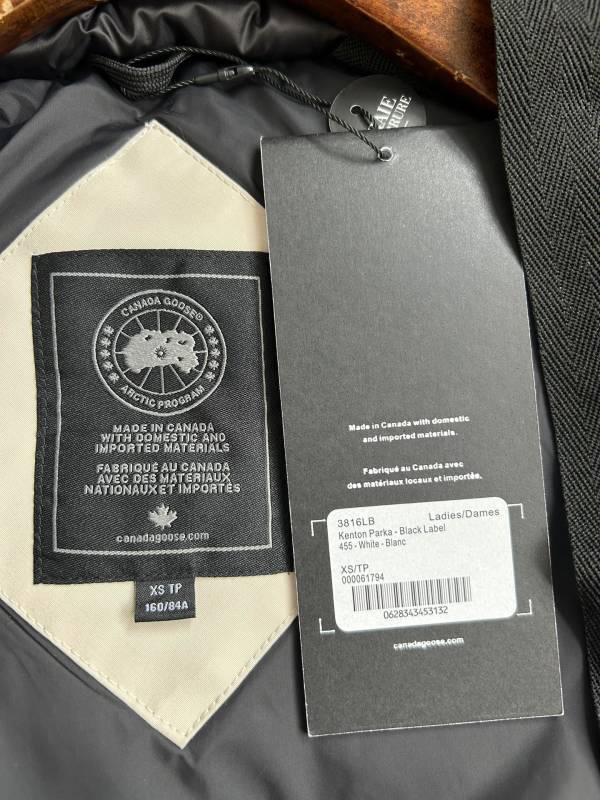 CANADA GOOSE®
ARCTIC PROGRAM
MADE IN CANADA
WITH DOMESTIC AND
IMPORTED MATERIALS
FABRIQUÉ AU CANADA
AVEC DES MATÉRIAUX
NATIONAUX ET IMPORTÉS
canadagoose.com
XS TP
160/84A
Made in Canada with domestic
and imported materials.
Fabriqué au Canada avec
des matériaux locaux et importés.
3816LB Ladies/Dames
Kenton Parka - Black Label
455 - White - Blanc
XS/TP
000061794
0628343453132
canadagoose.com